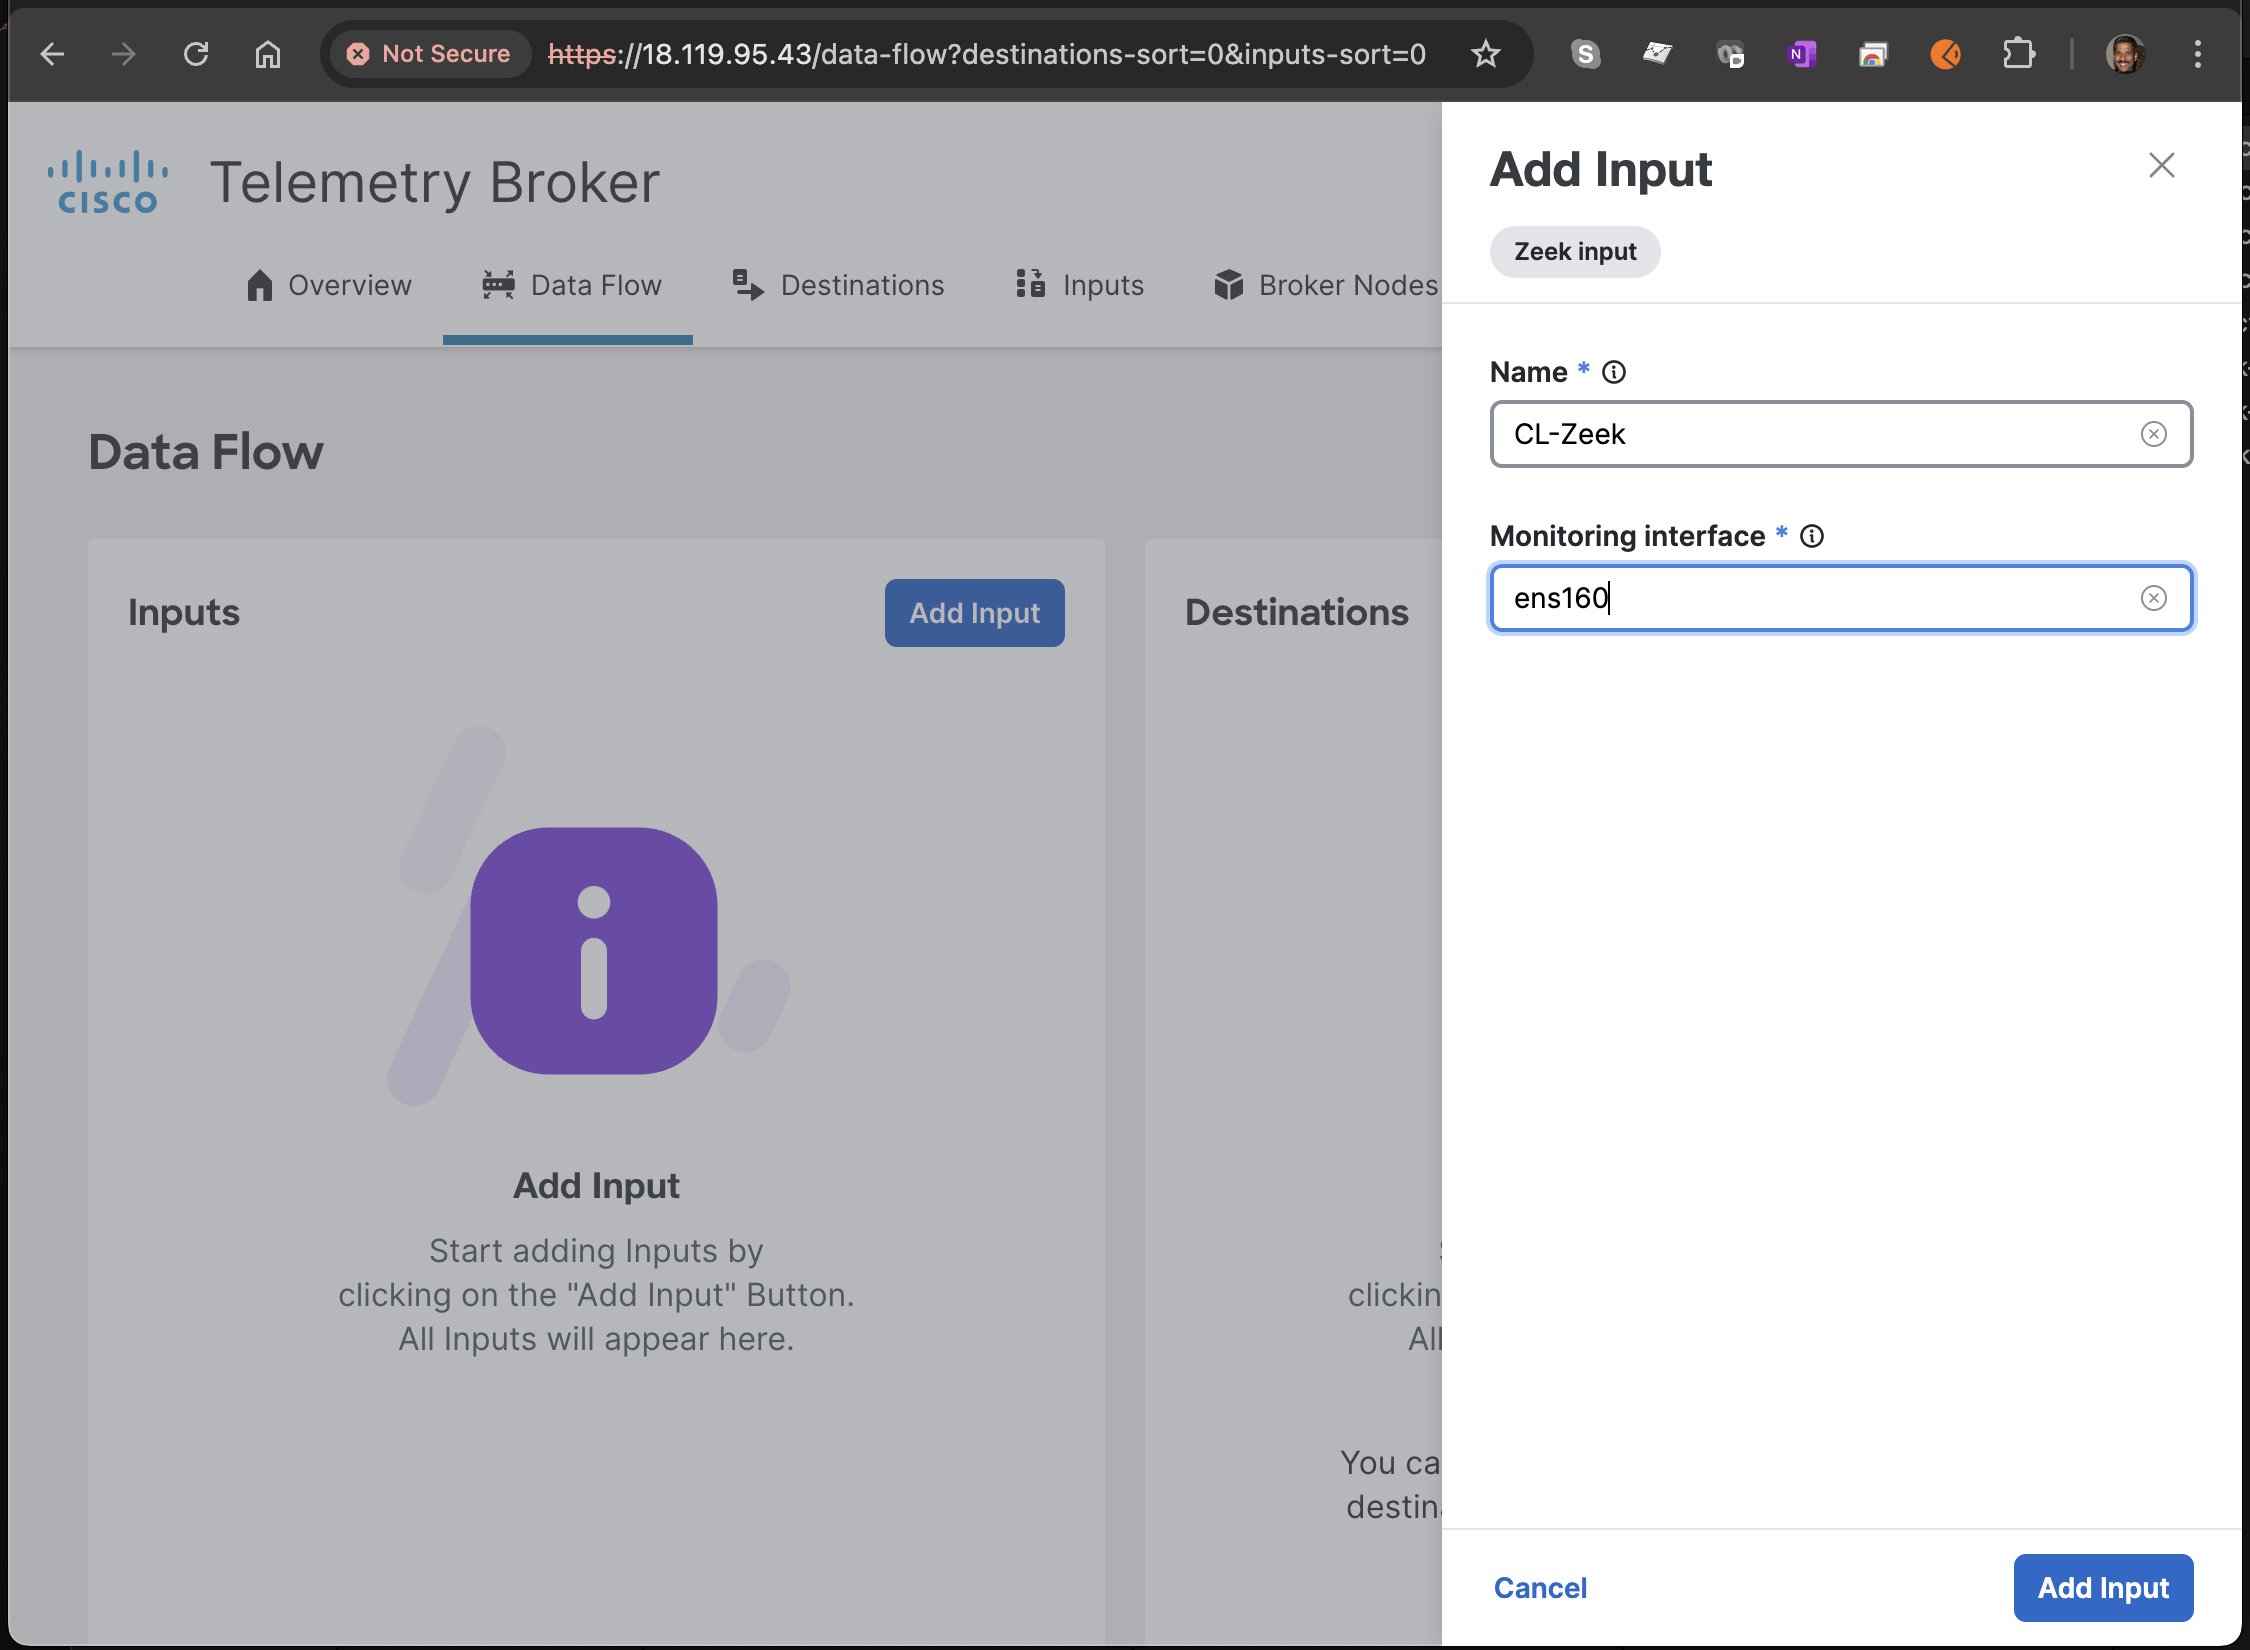 Not Secure https://18.119.95.43/data-flow?destinations-sort=0&inputs-sort=0
CISCO Telemetry Broker
Overview Data Flow Destinations Inputs Broker Nodes
Data Flow
Inputs
Add Input
Add Input
Start adding Inputs by
clicking on the "Add Input" Button.
All Inputs will appear here.
Destinations
clickin
All
You ca
destin
Add Input
Zeek input
Name *
CL-Zeek
Monitoring interface *
ens160
Cancel
Add Input